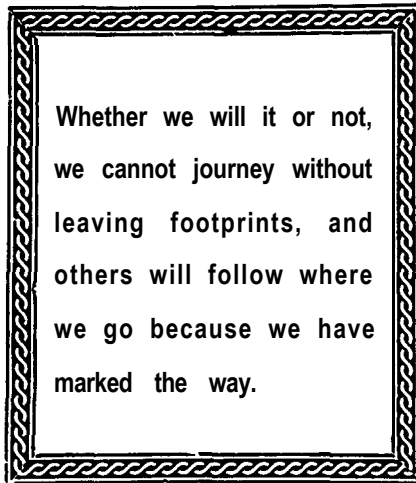 Whether we will it or not,
we cannot journey without
leaving footprints, and
others will follow where
we go because we have
marked the way.